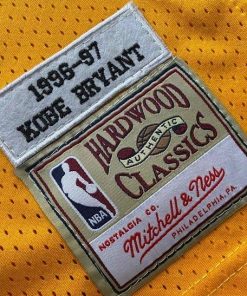 1996-97
KOBE BRYANT
HARDWOOD
AUTHENTIC
CLASSICS
NBA
NOSTALGIA CO.
Mitchell & Ness
PHILADELPHIA, PA.